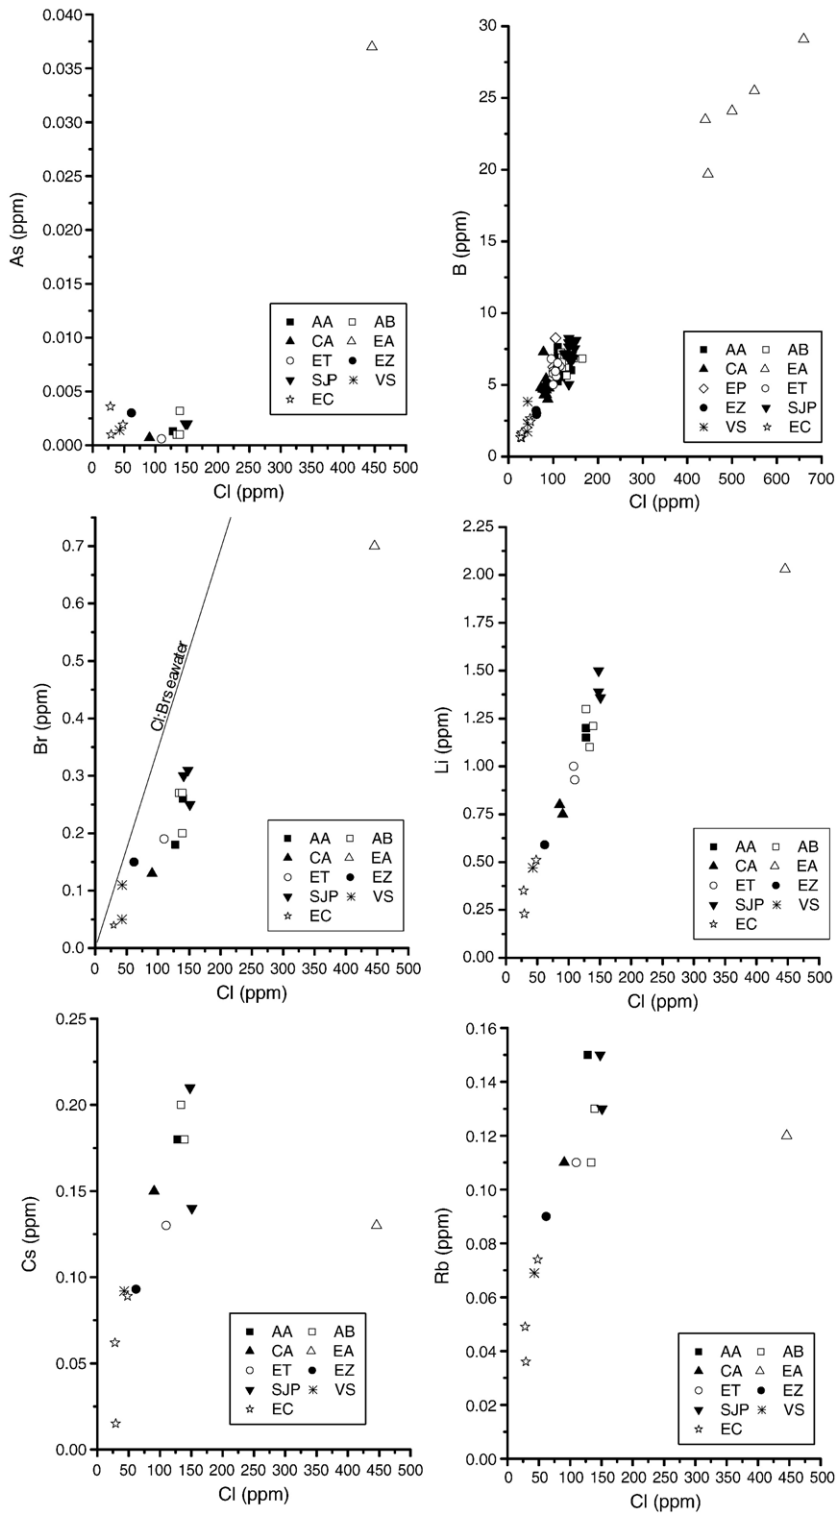 0.040
0.035
0.030
0.025
0.020
0.015
0.010
0.005
0.000
As (ppm)
0 50 100 150 200 250 300 350 400 450 500
Cl (ppm)
AA AB
CA EA
ET EZ
SJP VS
EC
30
25
20
15
10
5
0
B (ppm)
0 100 200 300 400 500 600 700
Cl (ppm)
AA AB
CA EA
EP ET
EZ SJP
VS EC
0.7
0.6
0.5
0.4
0.3
0.2
0.1
0.0
Br (ppm)
Cl:Brseawater
0 50 100 150 200 250 300 350 400 450 500
Cl (ppm)
AA AB
CA EA
ET EZ
SJP VS
EC
2.25
2.00
1.75
1.50
1.25
1.00
0.75
0.50
0.25
0.00
Li (ppm)
0 50 100 150 200 250 300 350 400 450 500
Cl (ppm)
AA AB
CA EA
ET EZ
SJP VS
EC
0.25
0.20
0.15
0.10
0.05
0.00
Cs (ppm)
0 50 100 150 200 250 300 350 400 450 500
Cl (ppm)
AA AB
CA EA
ET EZ
SJP VS
EC
0.16
0.14
0.12
0.10
0.08
0.06
0.04
0.02
0.00
Rb (ppm)
0 50 100 150 200 250 300 350 400 450 500
Cl (ppm)
AA AB
CA EA
ET EZ
SJP VS
EC